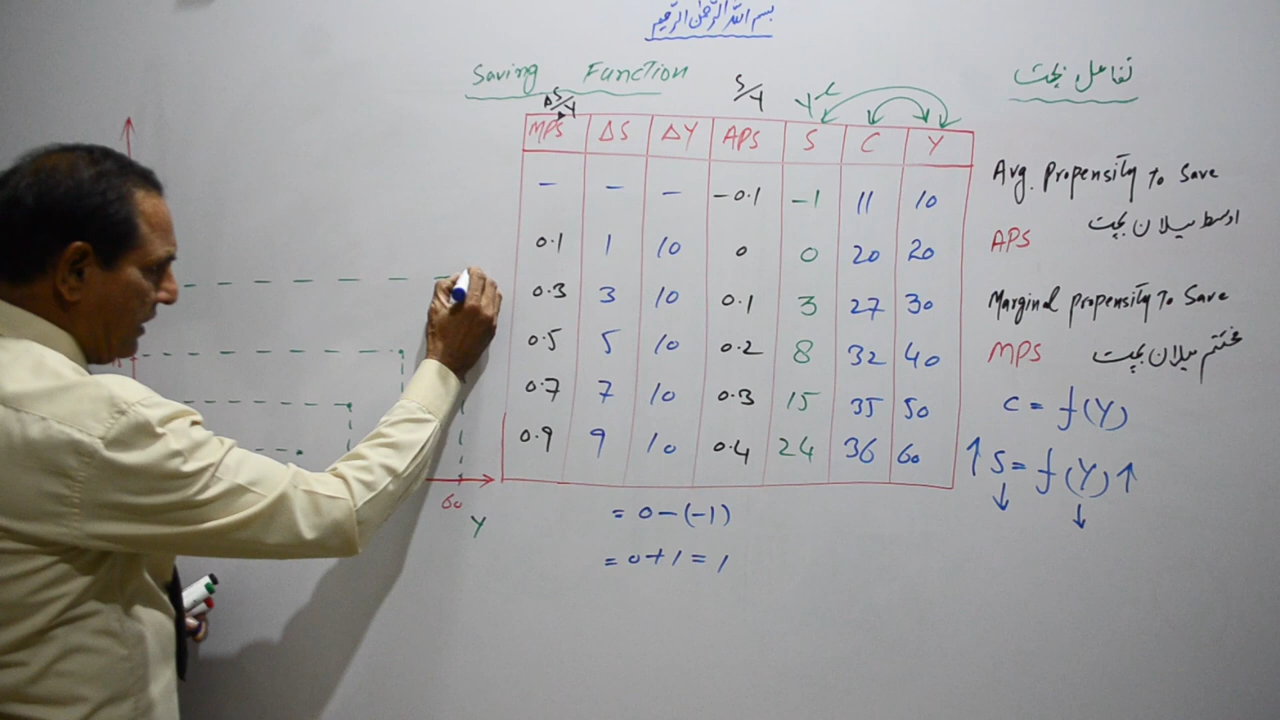 بسم اللہ الرّحمٰن الرّحیم
Saving Function
تفاعل بچت
ΔS/Y
S/Y
MPS ΔS ΔY APS S C Y
– – – –0.1 –1 11 10
0.1 1 10 0 0 20 20
0.3 3 10 0.1 3 27 30
0.5 5 10 0.2 8 32 40
0.7 7 10 0.3 15 35 50
0.9 9 10 0.4 24 36 60
= 0–(–1)
= 0+1=1
Avg. Propensity To Save
APS اوسط میلان بچت
Marginal propensity To Save
MPS مختتم میلان بچت
C = f(Y)
↑ S = f(Y) ↑
↓ ↓
60
Y